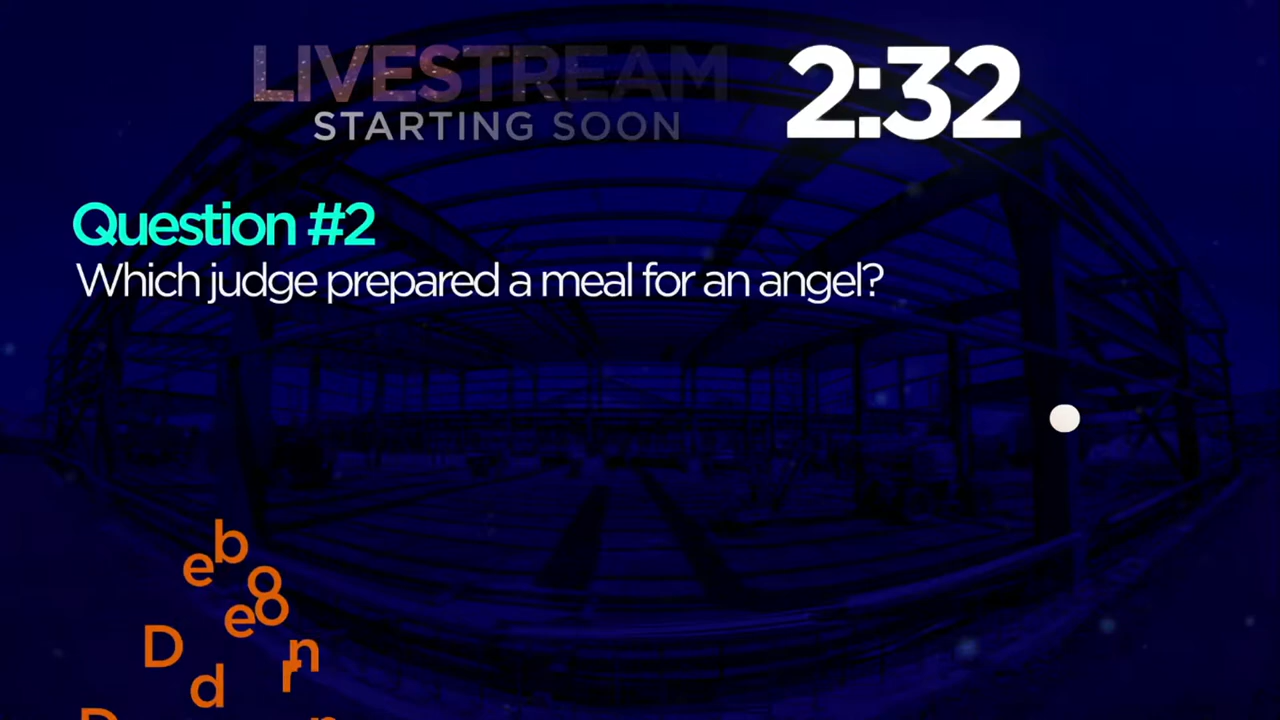 LIVESTREAM
STARTING SOON
2:32
Question #2
Which judge prepared a meal for an angel?
b
e
o
o
e
D
n
r
d